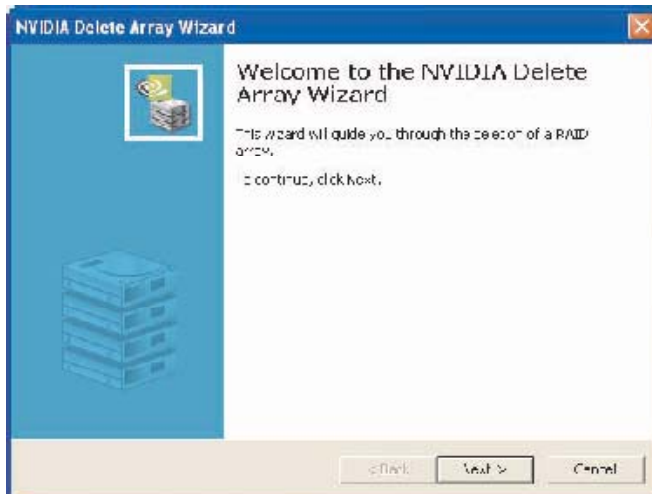 NVIDIA Delete Array Wizard
Welcome to the NVIDIA Delete
Array Wizard
This wizard will guide you through the deletion of a RAID
array.
To continue, click Next.
< Back
Next >
Cancel